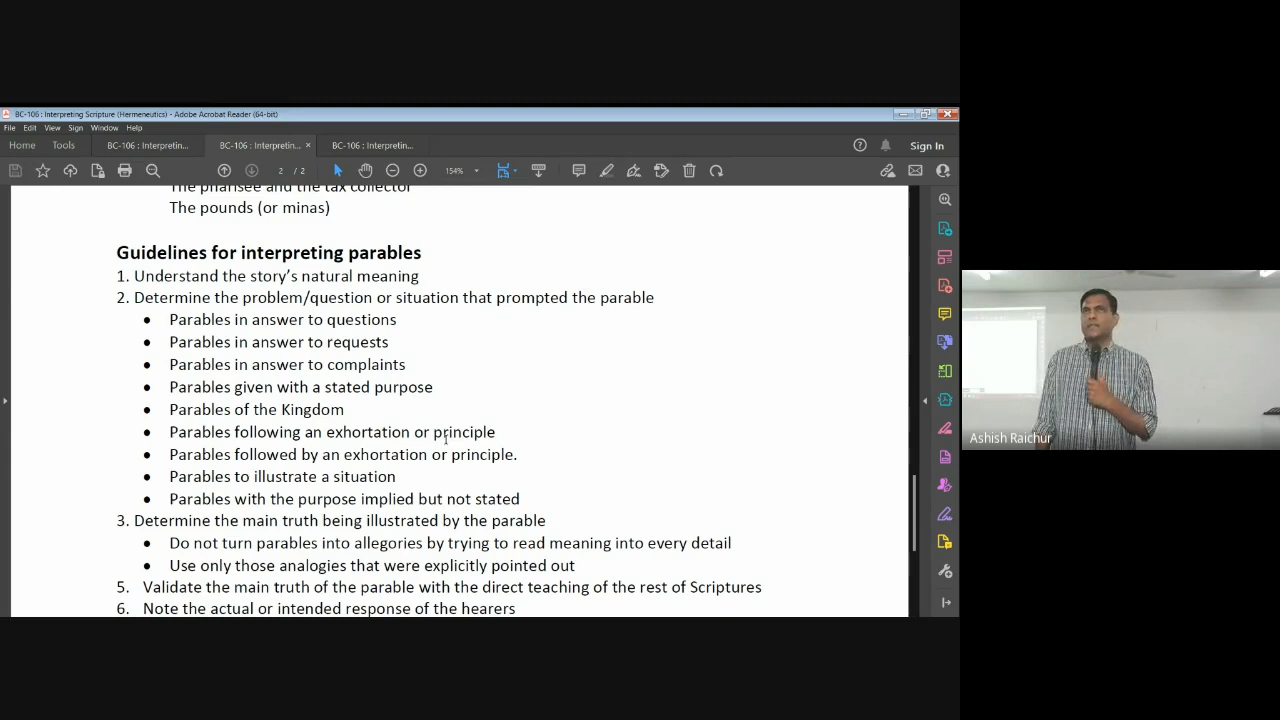 BC-106 : Interpreting Scripture (Hermeneutics) - Adobe Acrobat Reader (64-bit)
File Edit View Sign Window Help
Home Tools BC-106 : Interpretin... BC-106 : Interpretin... × BC-106 : Interpretin... Sign In
2 / 2 154%
The pharisee and the tax collector
The pounds (or minas)
Guidelines for interpreting parables
1. Understand the story's natural meaning
2. Determine the problem/question or situation that prompted the parable
• Parables in answer to questions
• Parables in answer to requests
• Parables in answer to complaints
• Parables given with a stated purpose
• Parables of the Kingdom
• Parables following an exhortation or principle
• Parables followed by an exhortation or principle.
• Parables to illustrate a situation
• Parables with the purpose implied but not stated
3. Determine the main truth being illustrated by the parable
• Do not turn parables into allegories by trying to read meaning into every detail
• Use only those analogies that were explicitly pointed out
5. Validate the main truth of the parable with the direct teaching of the rest of Scriptures
6. Note the actual or intended response of the hearers
Ashish Raichur